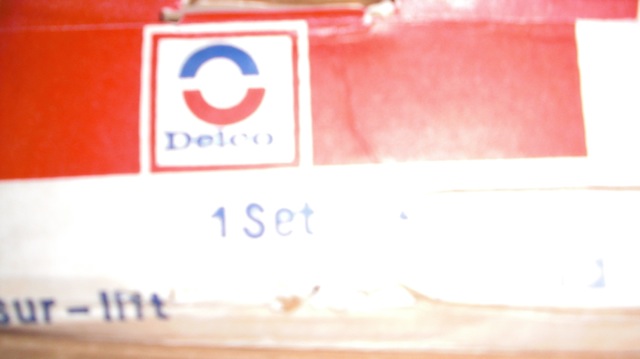 Delco
1 Set
sur-lift